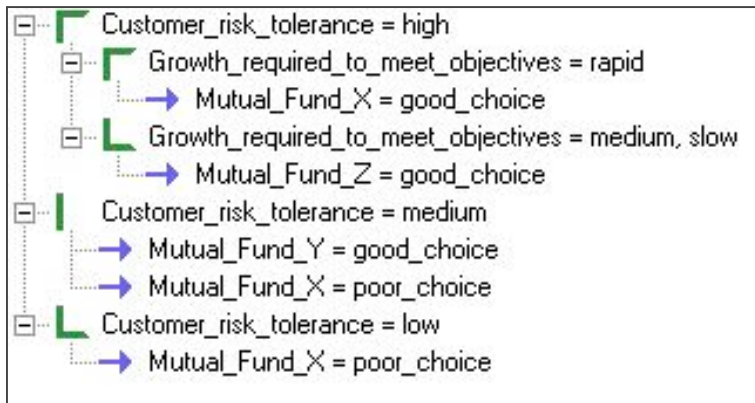 Customer_risk_tolerance = high
Growth_required_to_meet_objectives = rapid
Mutual_Fund_X = good_choice
Growth_required_to_meet_objectives = medium, slow
Mutual_Fund_Z = good_choice
Customer_risk_tolerance = medium
Mutual_Fund_Y = good_choice
Mutual_Fund_X = poor_choice
Customer_risk_tolerance = low
Mutual_Fund_X = poor_choice